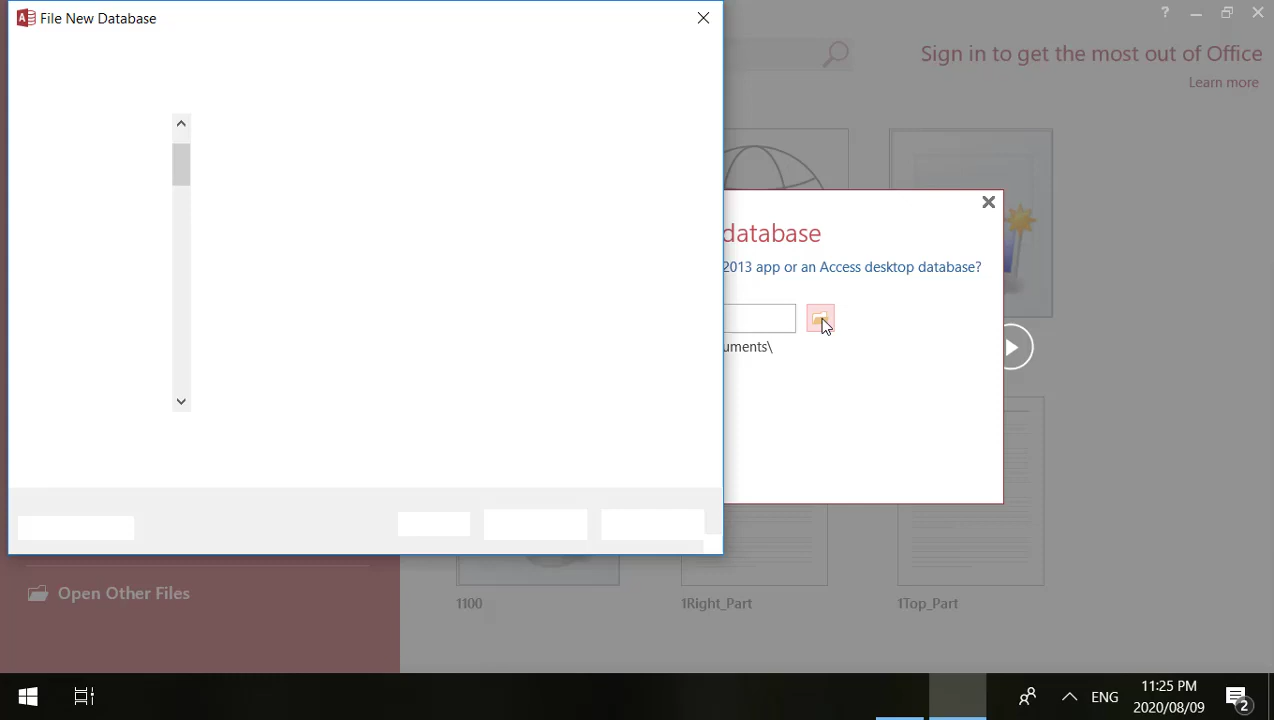 File New Database
Sign in to get the most out of Office
Learn more
database
2013 app or an Access desktop database?
uments\
Open Other Files
1100
1Right_Part
1Top_Part
ENG
11:25 PM
2020/08/09
2